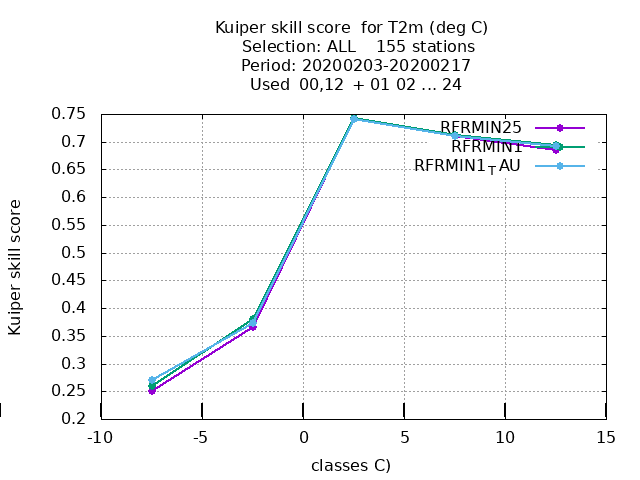 Kuiper skill score  for T2m (deg C)
Selection: ALL    155 stations
Period: 20200203-20200217
Used  00,12  + 01 02 ... 24
0.75
0.7
0.65
0.6
0.55
0.5
0.45
0.4
0.35
0.3
0.25
0.2
Kuiper skill score
RFRMIN25
RFRMIN1
RFRMIN1TAU
-10
-5
0
5
10
15
classes C)